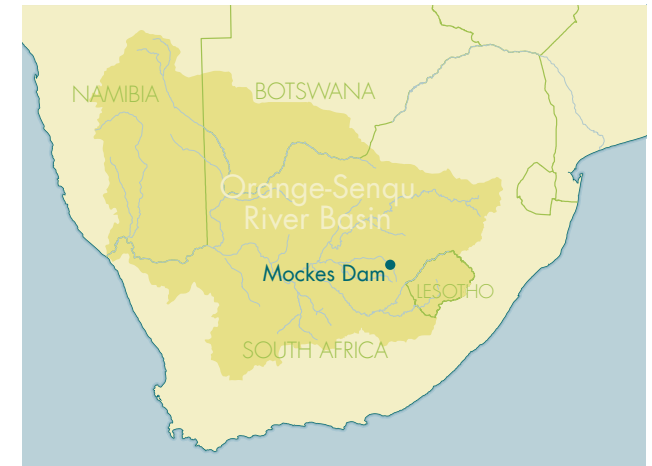 NAMIBIA
BOTSWANA
Orange-Senqu
River Basin
Mockes Dam
LESOTHO
SOUTH AFRICA